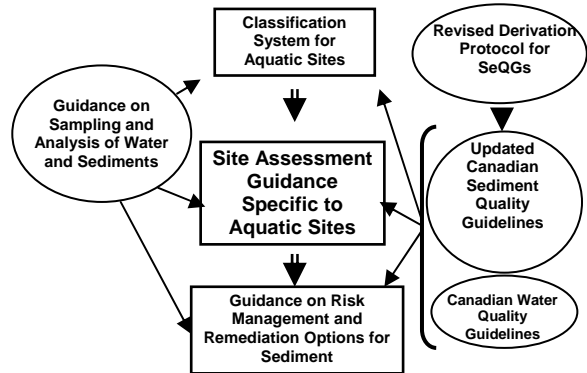 Classification
System for
Aquatic Sites
Revised Derivation
Protocol for
SeQGs
Guidance on
Sampling and
Analysis of Water
and Sediments
Site Assessment
Guidance
Specific to
Aquatic Sites
Updated
Canadian
Sediment
Quality
Guidelines
Guidance on Risk
Management and
Remediation Options for
Sediment
Canadian Water
Quality
Guidelines